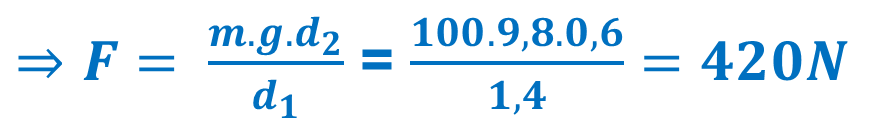 ⇒ F = m.g.d₂/d₁ = 100.9,8.0,6/1,4 = 420N